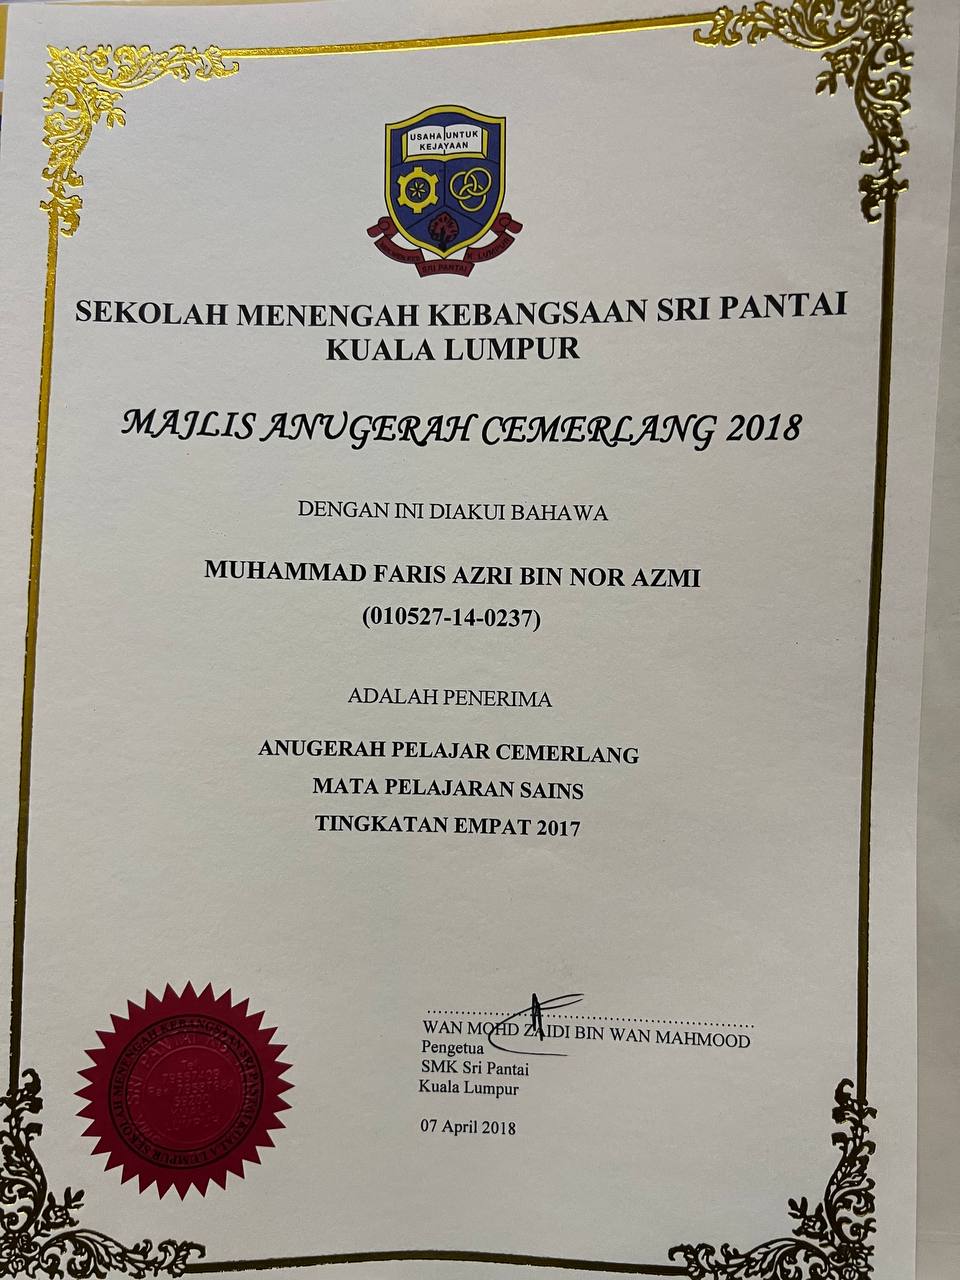 USAHA UNTUK
KEJAYAAN
SRI PANTAI
K. LUMPUR
SEKOLAH MENENGAH KEBANGSAAN SRI PANTAI
KUALA LUMPUR
MAJLIS ANUGERAH CEMERLANG 2018
DENGAN INI DIAKUI BAHAWA
MUHAMMAD FARIS AZRI BIN NOR AZMI
(010527-14-0237)
ADALAH PENERIMA
ANUGERAH PELAJAR CEMERLANG
MATA PELAJARAN SAINS
TINGKATAN EMPAT 2017
WAN MOHD ZAIDI BIN WAN MAHMOOD
Pengetua
SMK Sri Pantai
Kuala Lumpur
07 April 2018
SEKOLAH MENENGAH KEBANGSAAN SRI PANTAI KUALA LUMPUR